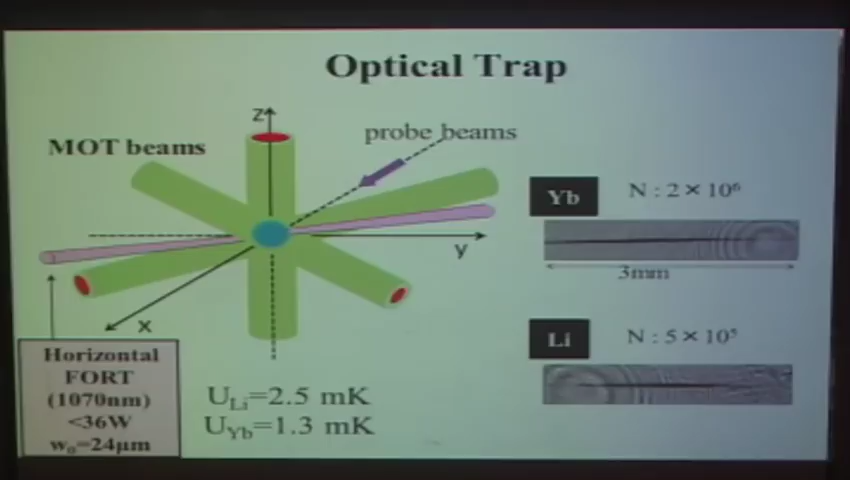 Optical Trap
z
MOT beams
probe beams
y
x
Horizontal
FORT
(1070nm)
<36W
w₀=24μm
U_Li=2.5 mK
U_Yb=1.3 mK
Yb
N : 2 × 10⁶
3mm
Li
N : 5 × 10⁵